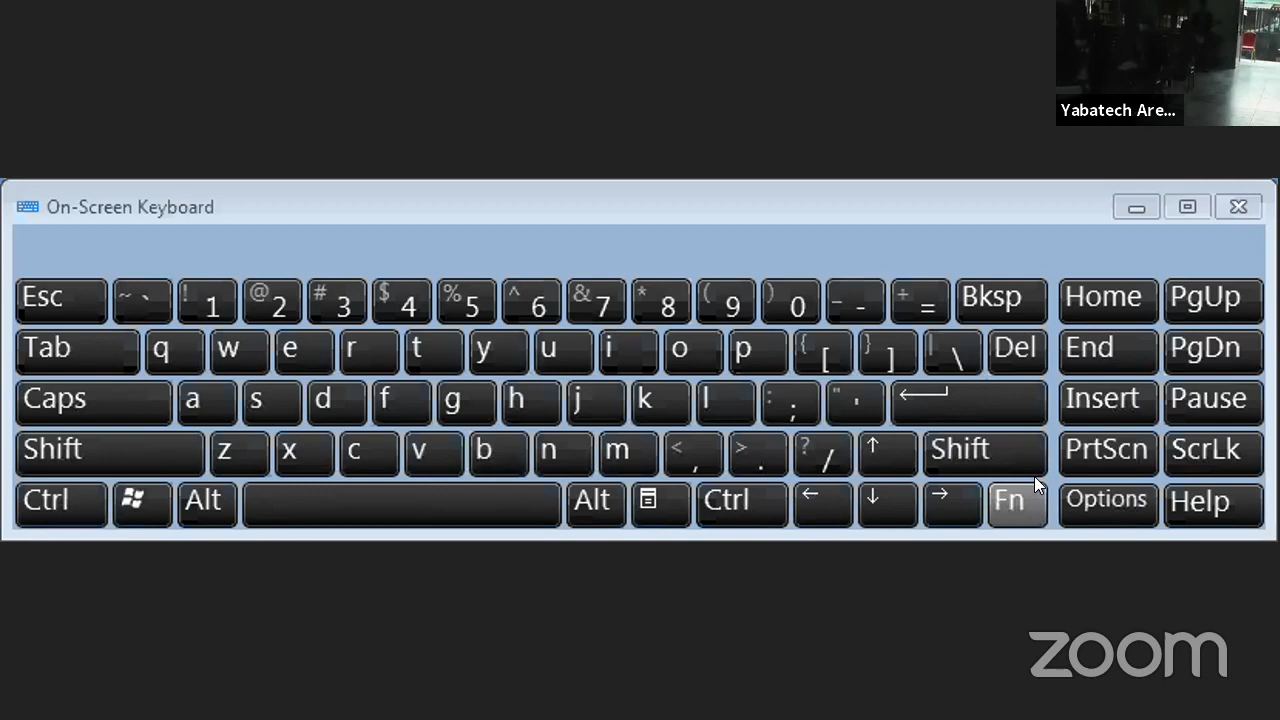 Yabatech Are...
On-Screen Keyboard
Esc ~ ` ! 1 @ 2 # 3 $ 4 % 5 ^ 6 & 7 * 8 ( 9 ) 0 _ - + = Bksp Home PgUp
Tab q w e r t y u i o p { [ } ] | \ Del End PgDn
Caps a s d f g h j k l : ; " ' Insert Pause
Shift z x c v b n m < , > . ? / ↑ Shift PrtScn ScrLk
Ctrl Alt Alt Ctrl ← ↓ → Fn Options Help
zoom